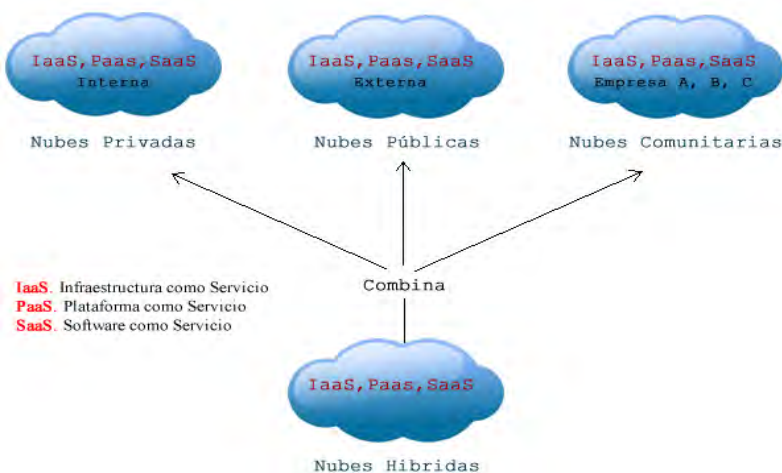 IaaS,Paas,SaaS
Interna
Nubes Privadas
IaaS,Paas,SaaS
Externa
Nubes Públicas
IaaS,Paas,SaaS
Empresa A, B, C
Nubes Comunitarias
Combina
IaaS. Infraestructura como Servicio
PaaS. Plataforma como Servicio
SaaS. Software como Servicio
IaaS,Paas,SaaS
Nubes Hibridas